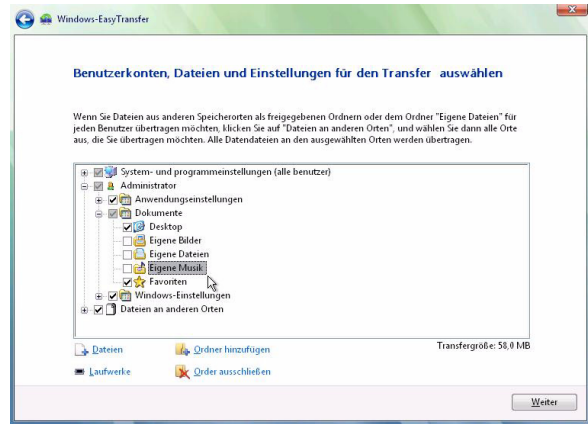 Windows-EasyTransfer
Benutzerkonten, Dateien und Einstellungen für den Transfer auswählen
Wenn Sie Dateien aus anderen Speicherorten als freigegebenen Ordnern oder dem Ordner "Eigene Dateien" für
jeden Benutzer übertragen möchten, klicken Sie auf "Dateien an anderen Orten", und wählen Sie dann alle Orte
aus, die Sie übertragen möchten. Alle Datendateien an den ausgewählten Orten werden übertragen.
System- und programmeinstellungen (alle benutzer)
Administrator
Anwendungseinstellungen
Dokumente
Desktop
Eigene Bilder
Eigene Dateien
Eigene Musik
Favoriten
Windows-Einstellungen
Dateien an anderen Orten
Dateien Ordner hinzufügen Transfergröße: 58,0 MB
Laufwerke Order ausschließen
Weiter